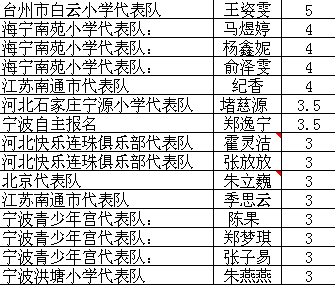 台州市白云小学代表队 王姿雯 5
海宁南苑小学代表队： 马煜婷 4
海宁南苑小学代表队： 杨鑫妮 4
海宁南苑小学代表队： 俞泽雯 4
江苏南通市代表队 纪香 4
河北石家庄宁源小学代表队 堵慈源 3.5
宁波自主报名 郑逸宁 3.5
河北快乐连珠俱乐部代表队 霍灵洁 3
河北快乐连珠俱乐部代表队 张放放 3
北京代表队 朱立巍 3
江苏南通市代表队 季思云 3
宁波青少年宫代表队： 陈果 3
宁波青少年宫代表队： 郑梦琪 3
宁波青少年宫代表队： 张子易 3
宁波洪塘小学代表队 朱燕燕 3